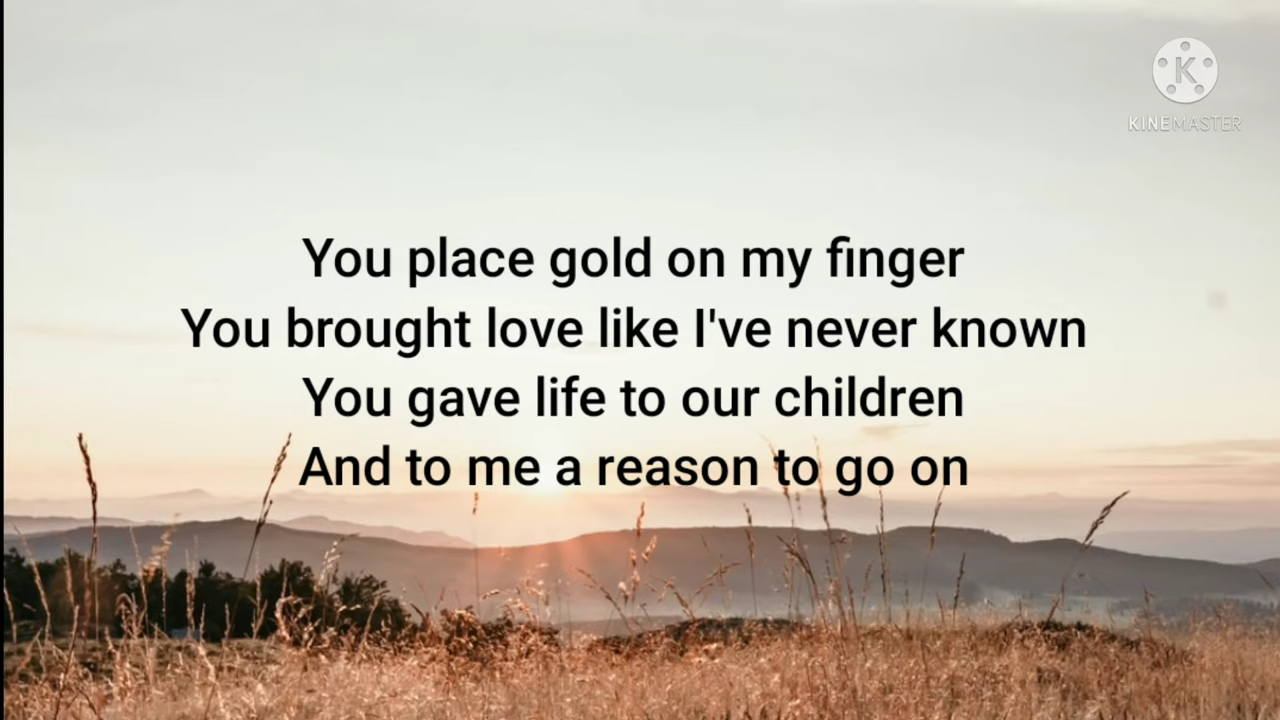 K
KINEMASTER
You place gold on my finger
You brought love like I've never known
You gave life to our children
And to me a reason to go on